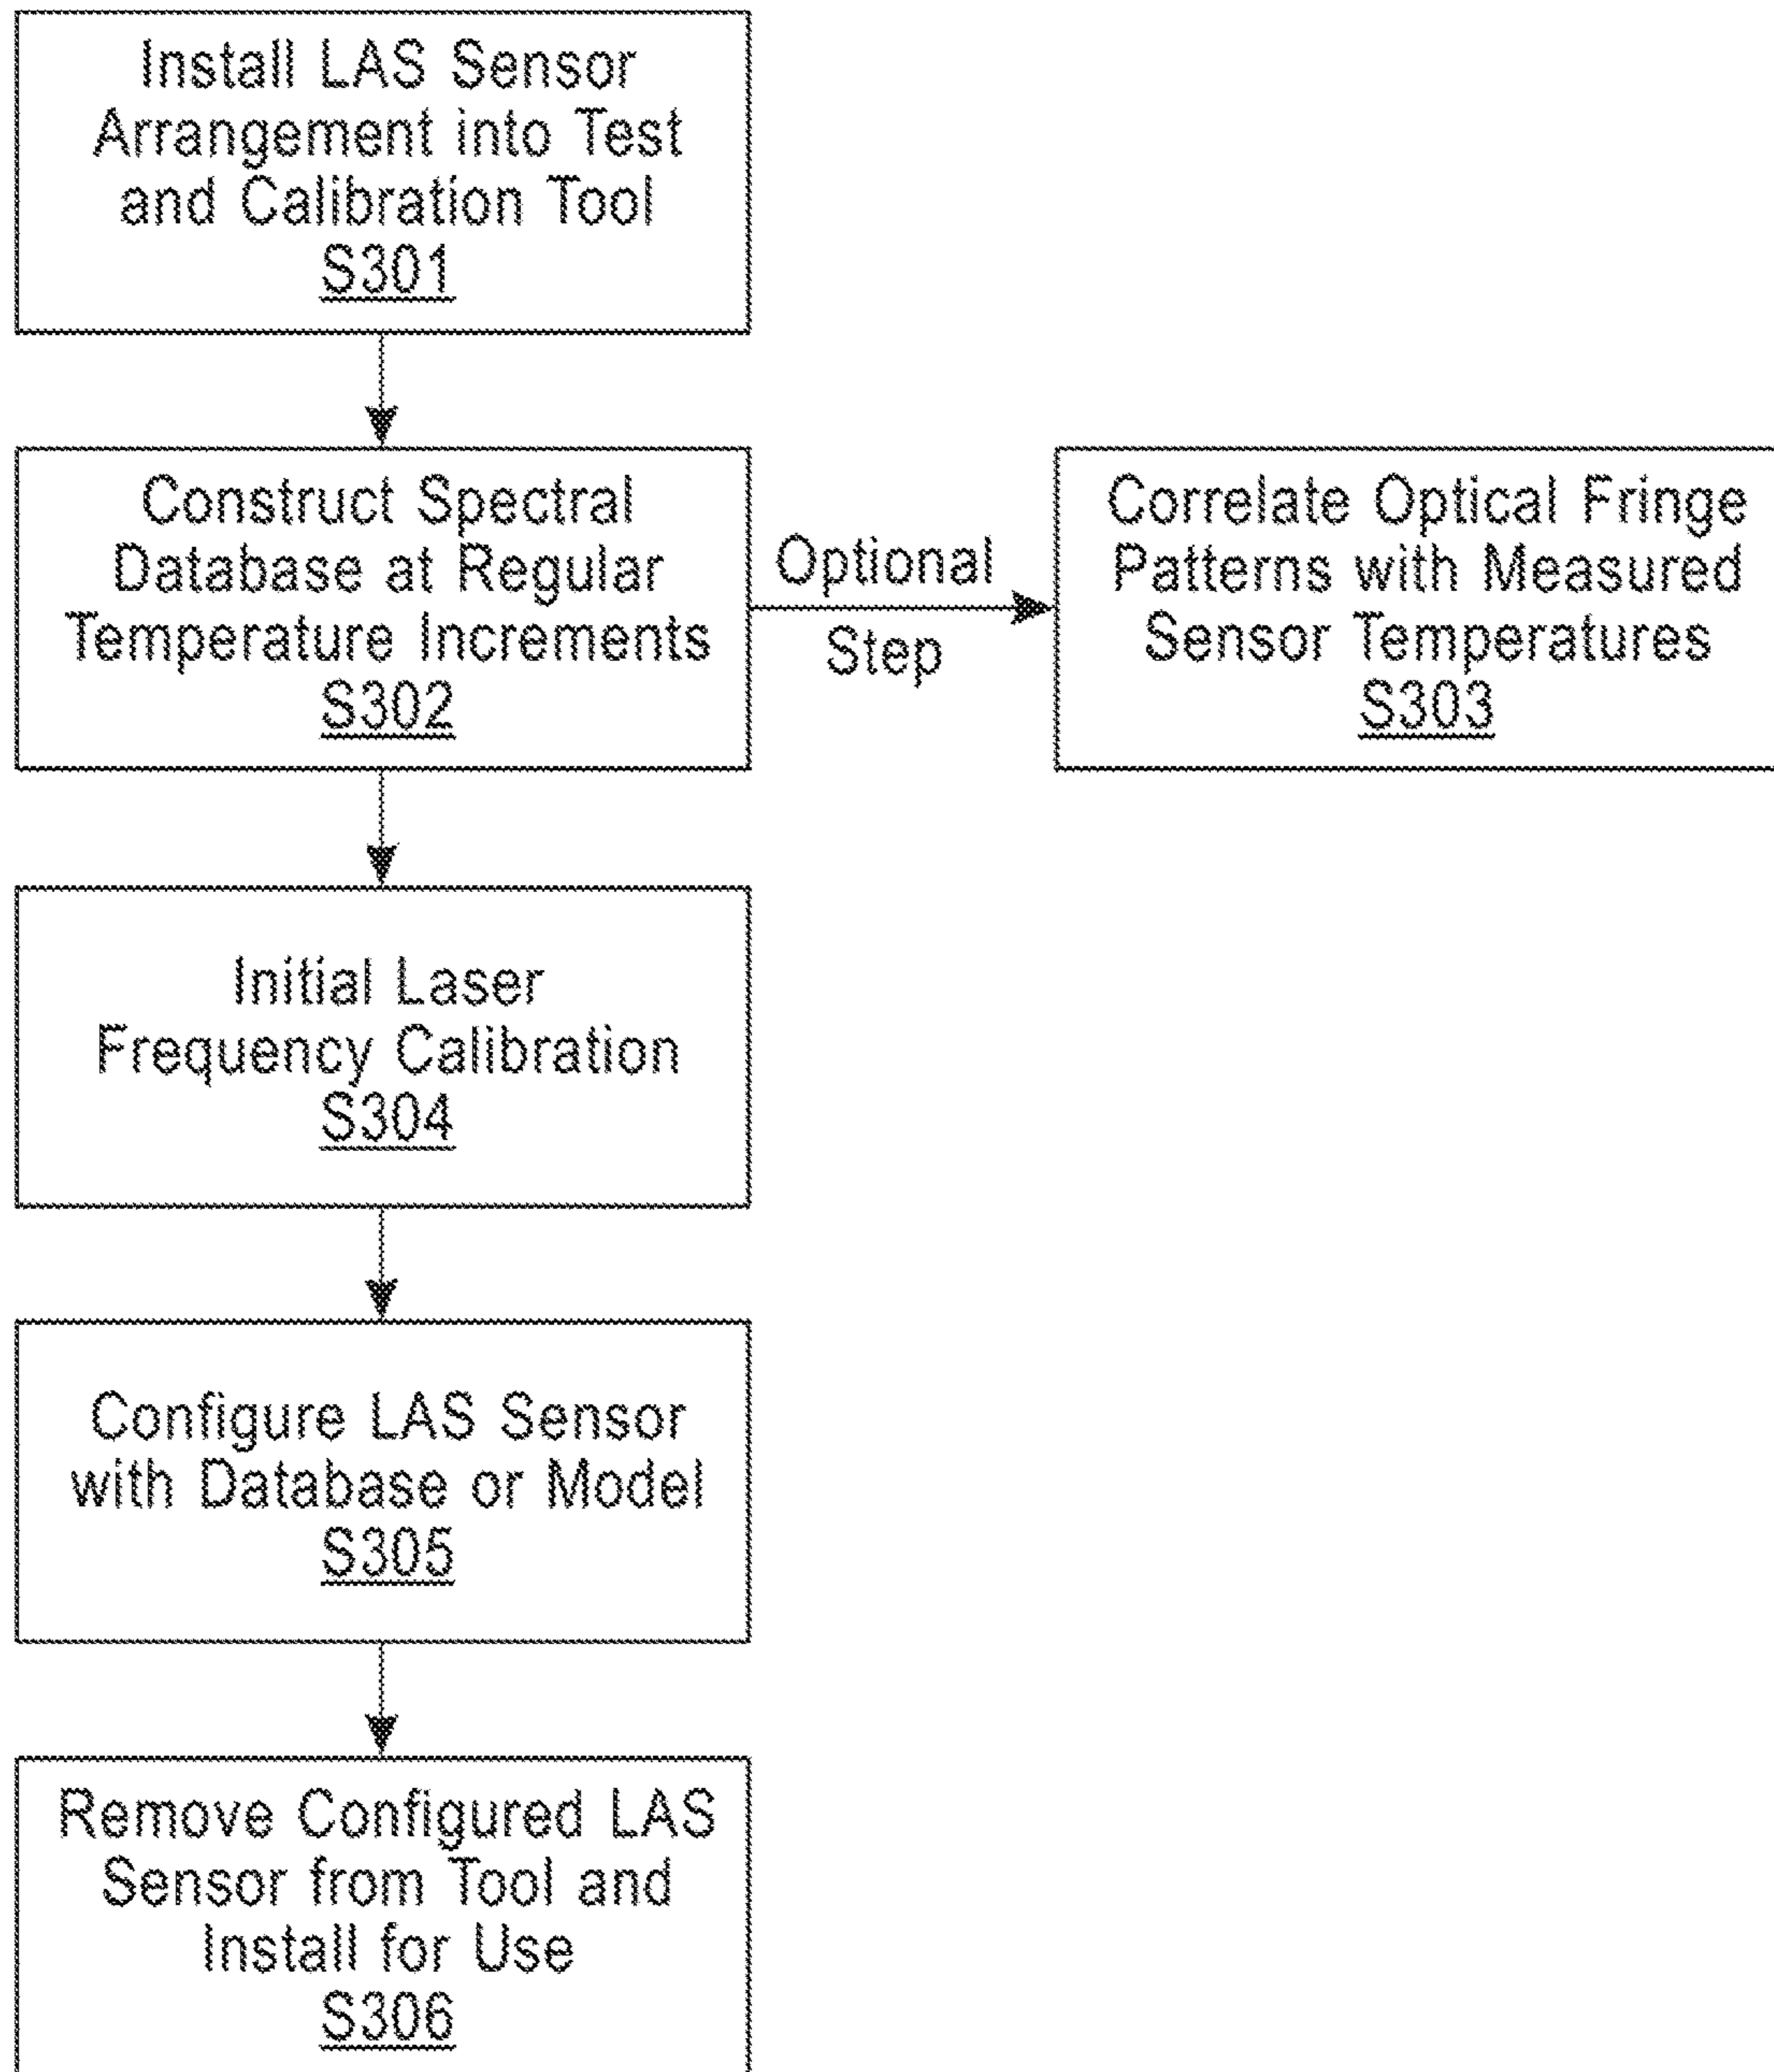 Install LAS Sensor
Arrangement into Test
and Calibration Tool
S301
Construct Spectral
Database at Regular
Temperature Increments
S302
Optional
Step
Correlate Optical Fringe
Patterns with Measured
Sensor Temperatures
S303
Initial Laser
Frequency Calibration
S304
Configure LAS Sensor
with Database or Model
S305
Remove Configured LAS
Sensor from Tool and
Install for Use
S306